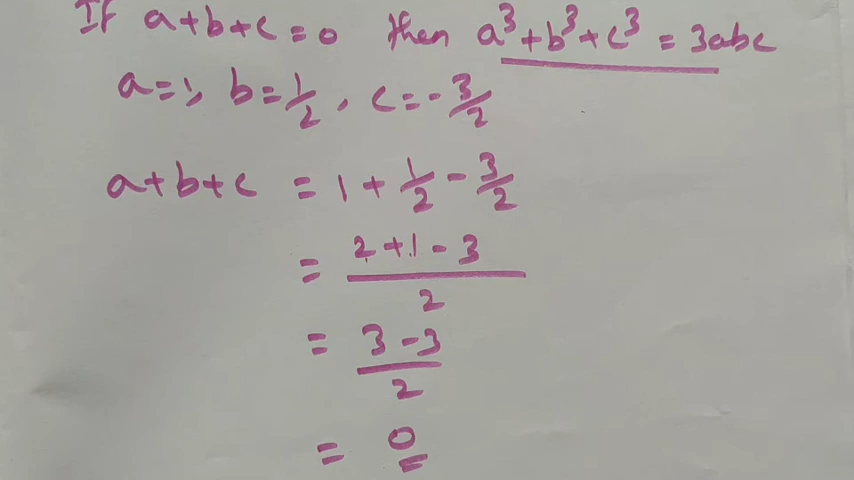 If a+b+c=0 then a³+b³+c³ = 3abc
a=1, b=1/2, c=-3/2
a+b+c = 1 + 1/2 - 3/2
= (2+1-3)/2
= (3-3)/2
= 0